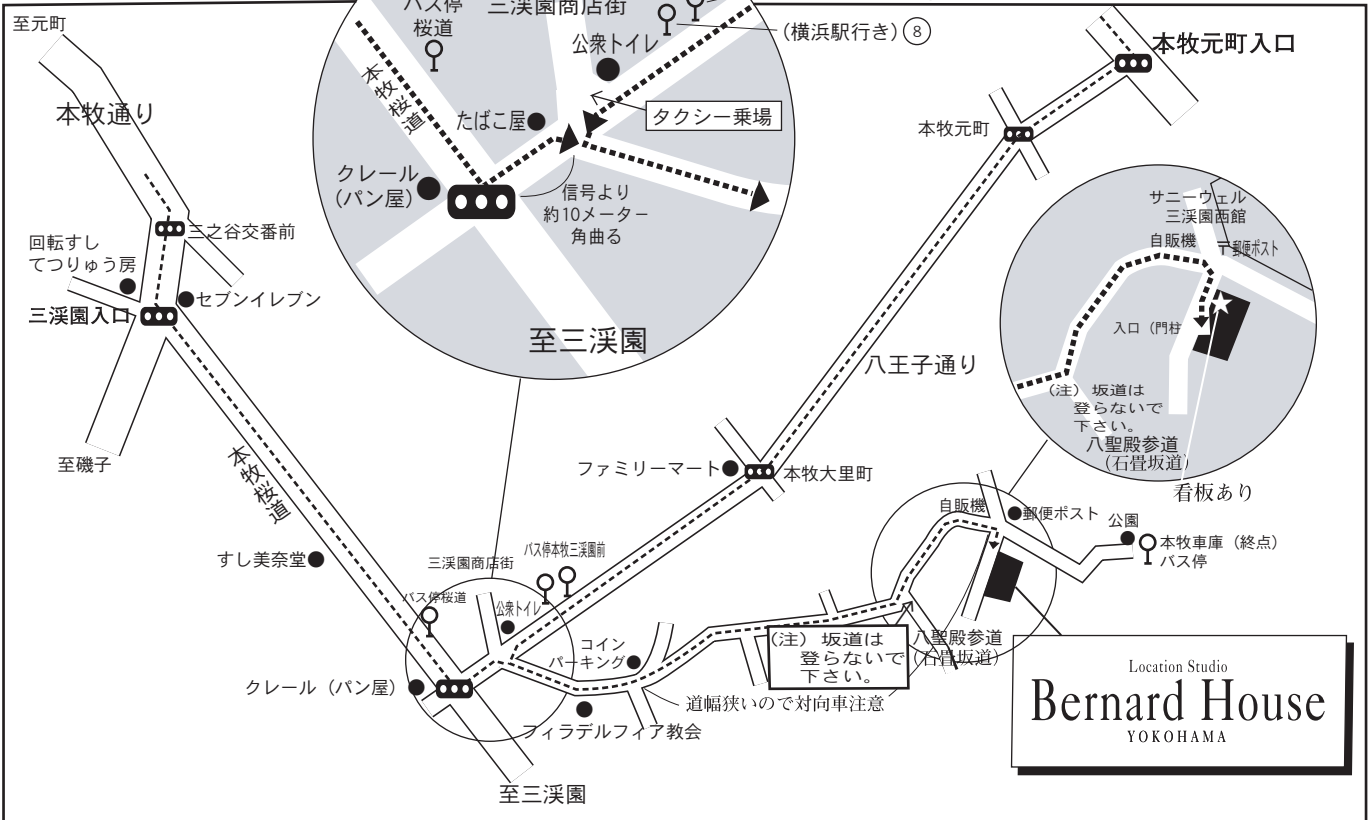 至元町
本牧通り
三之谷交番前
回転すし
てつりゅう房
セブンイレブン
三渓園入口
至磯子
本牧桜道
すし美奈堂
バス停
桜道
三渓園商店街
公衆トイレ
(横浜駅行き) ⑧
本牧桜道
たばこ屋
タクシー乗場
クレール
(パン屋)
信号より
約10メーター
角曲る
至三渓園
本牧元町入口
本牧元町
八王子通り
サニーウェル
三渓園西館
自販機
〒郵便ポスト
入口（門柱
（注）坂道は
登らないで
下さい。
八聖殿参道
（石畳坂道）
看板あり
ファミリーマート
本牧大里町
自販機
郵便ポスト
公園
本牧車庫（終点）
バス停
三渓園商店街
バス停本牧三渓園前
バス停桜道
公衆トイレ
コイン
パーキング
（注）坂道は
登らないで
下さい。
八聖殿参道
（石畳坂道）
クレール（パン屋）
道幅狭いので対向車注意
フィラデルフィア教会
至三渓園
Location Studio
Bernard House
YOKOHAMA